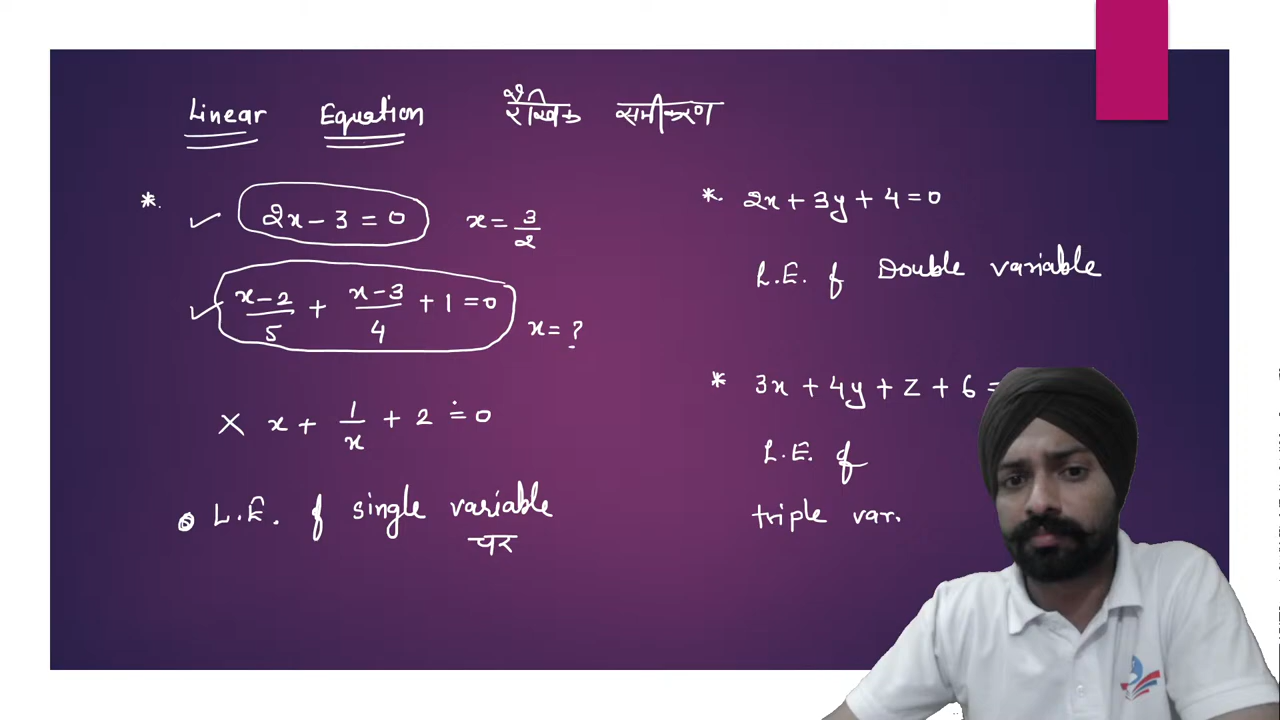 Linear Equation रैखिक समीकरण
*.
✓ 2x - 3 = 0 x = 3/2
✓ (x-2)/5 + (x-3)/4 + 1 = 0 x = ?
× x + 1/x + 2 = 0
L.E. of single variable
चर
* 2x + 3y + 4 = 0
L.E. of Double variable
* 3x + 4y + z + 6 =
L.E. of
triple var.